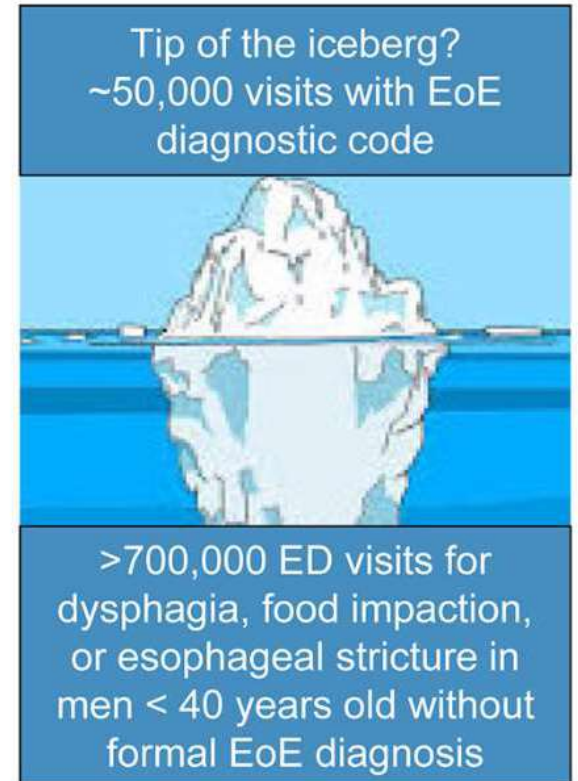 Tip of the iceberg?
~50,000 visits with EoE
diagnostic code
>700,000 ED visits for
dysphagia, food impaction,
or esophageal stricture in
men < 40 years old without
formal EoE diagnosis